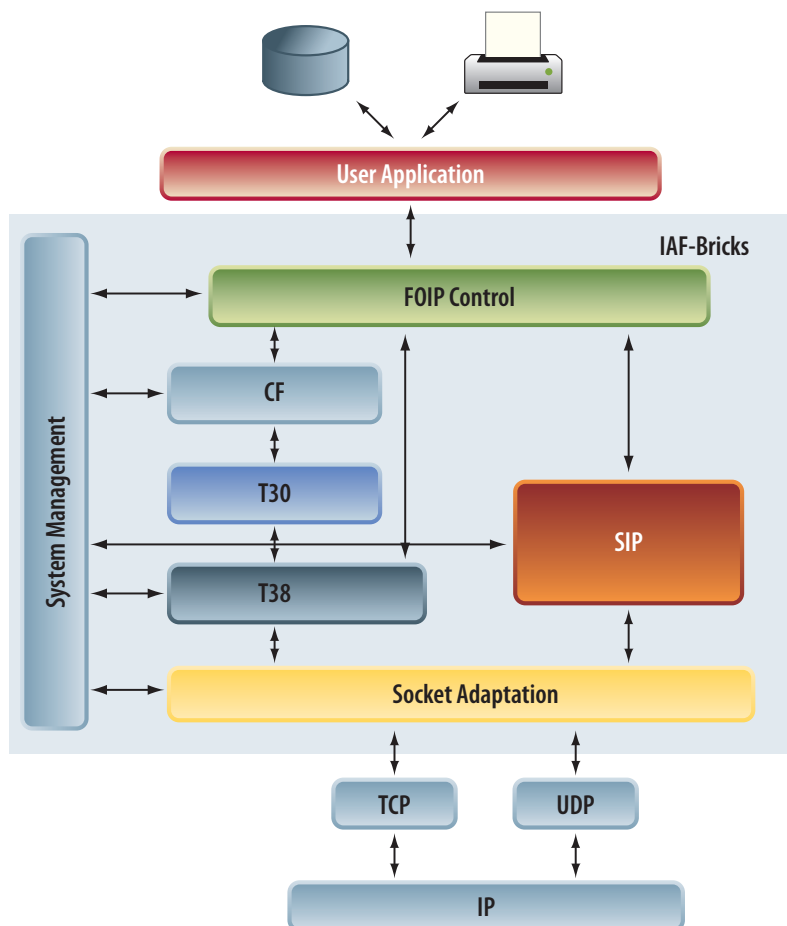 User Application
IAF-Bricks
FOIP Control
CF
System Management
T30
SIP
T38
Socket Adaptation
TCP
UDP
IP